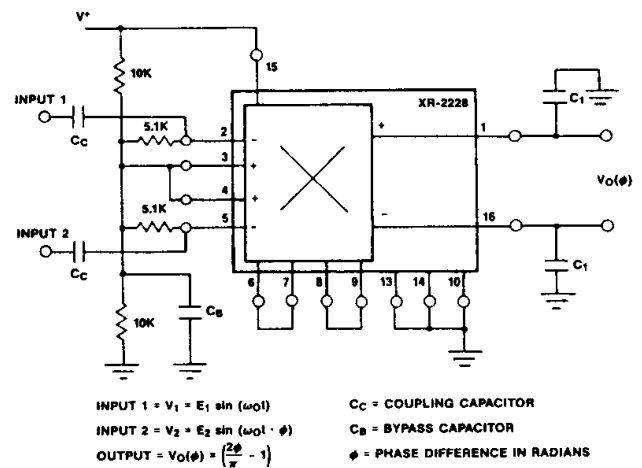 V+
10K
15
XR-2228
INPUT 1
CC
5.1K
2
-
+
1
C1
3
+
4
+
VO(ϕ)
5.1K
5
-
-
16
INPUT 2
CC
C1
6
7
8
9
13
14
10
10K
CB
INPUT 1 = V1 = E1 sin (ωOt)
INPUT 2 = V2 = E2 sin (ωOt · ϕ)
OUTPUT = VO(ϕ) = (2ϕ/π - 1)
CC = COUPLING CAPACITOR
CB = BYPASS CAPACITOR
ϕ = PHASE DIFFERENCE IN RADIANS